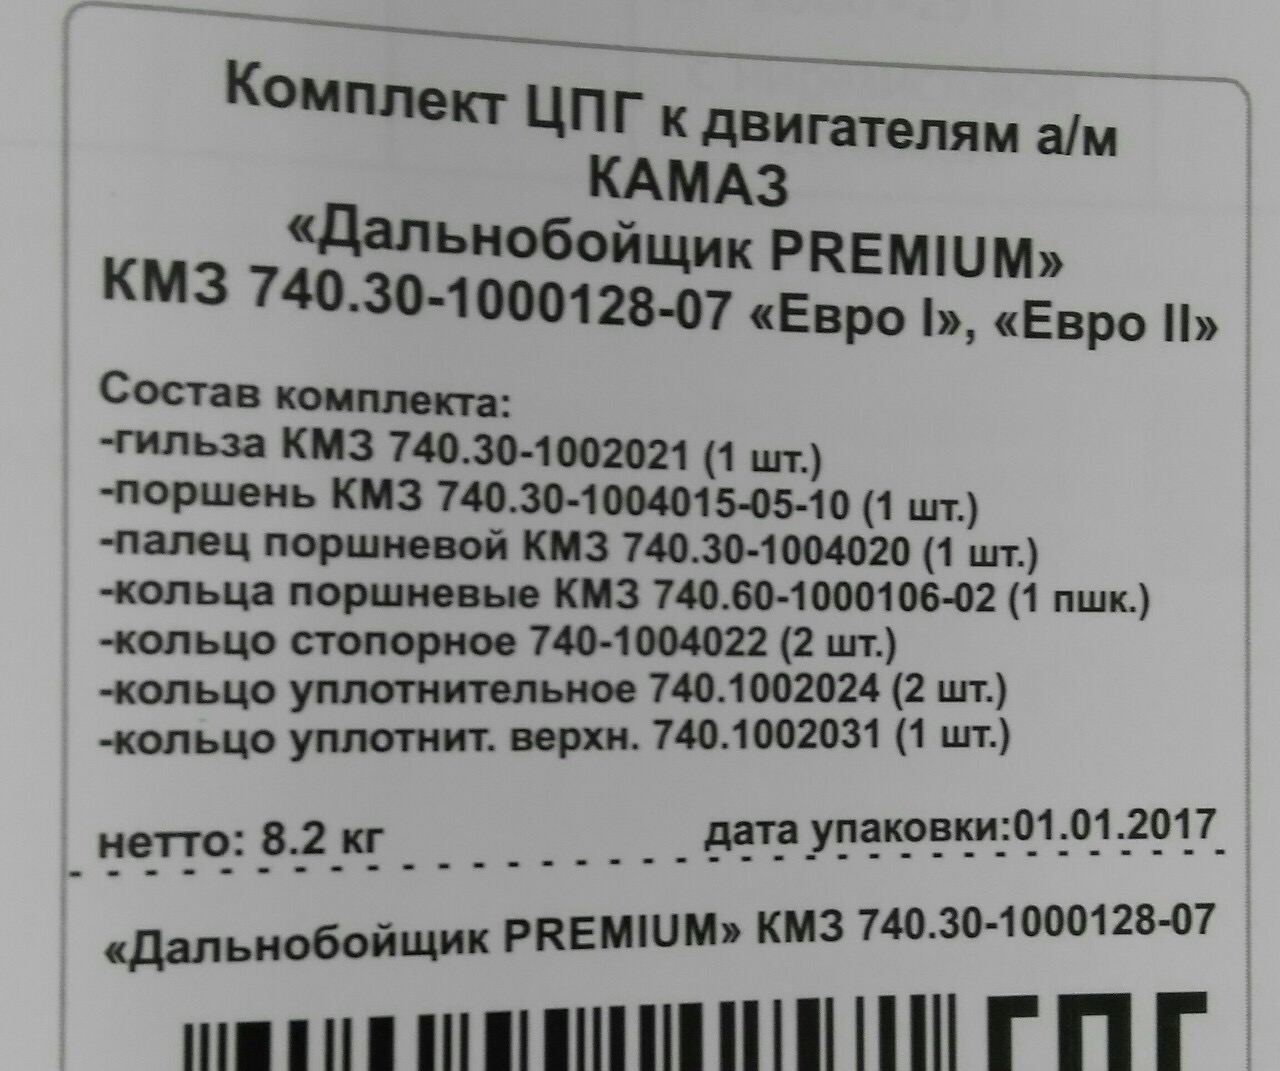 Комплект ЦПГ к двигателям а/м
КАМАЗ
«Дальнобойщик PREMIUM»
КМЗ 740.30-1000128-07 «Евро I», «Евро II»
Состав комплекта:
-гильза КМЗ 740.30-1002021 (1 шт.)
-поршень КМЗ 740.30-1004015-05-10 (1 шт.)
-палец поршневой КМЗ 740.30-1004020 (1 шт.)
-кольца поршневые КМЗ 740.60-1000106-02 (1 пшк.)
-кольцо стопорное 740-1004022 (2 шт.)
-кольцо уплотнительное 740.1002024 (2 шт.)
-кольцо уплотнит. верхн. 740.1002031 (1 шт.)
нетто: 8.2 кг дата упаковки:01.01.2017
«Дальнобойщик PREMIUM» КМЗ 740.30-1000128-07